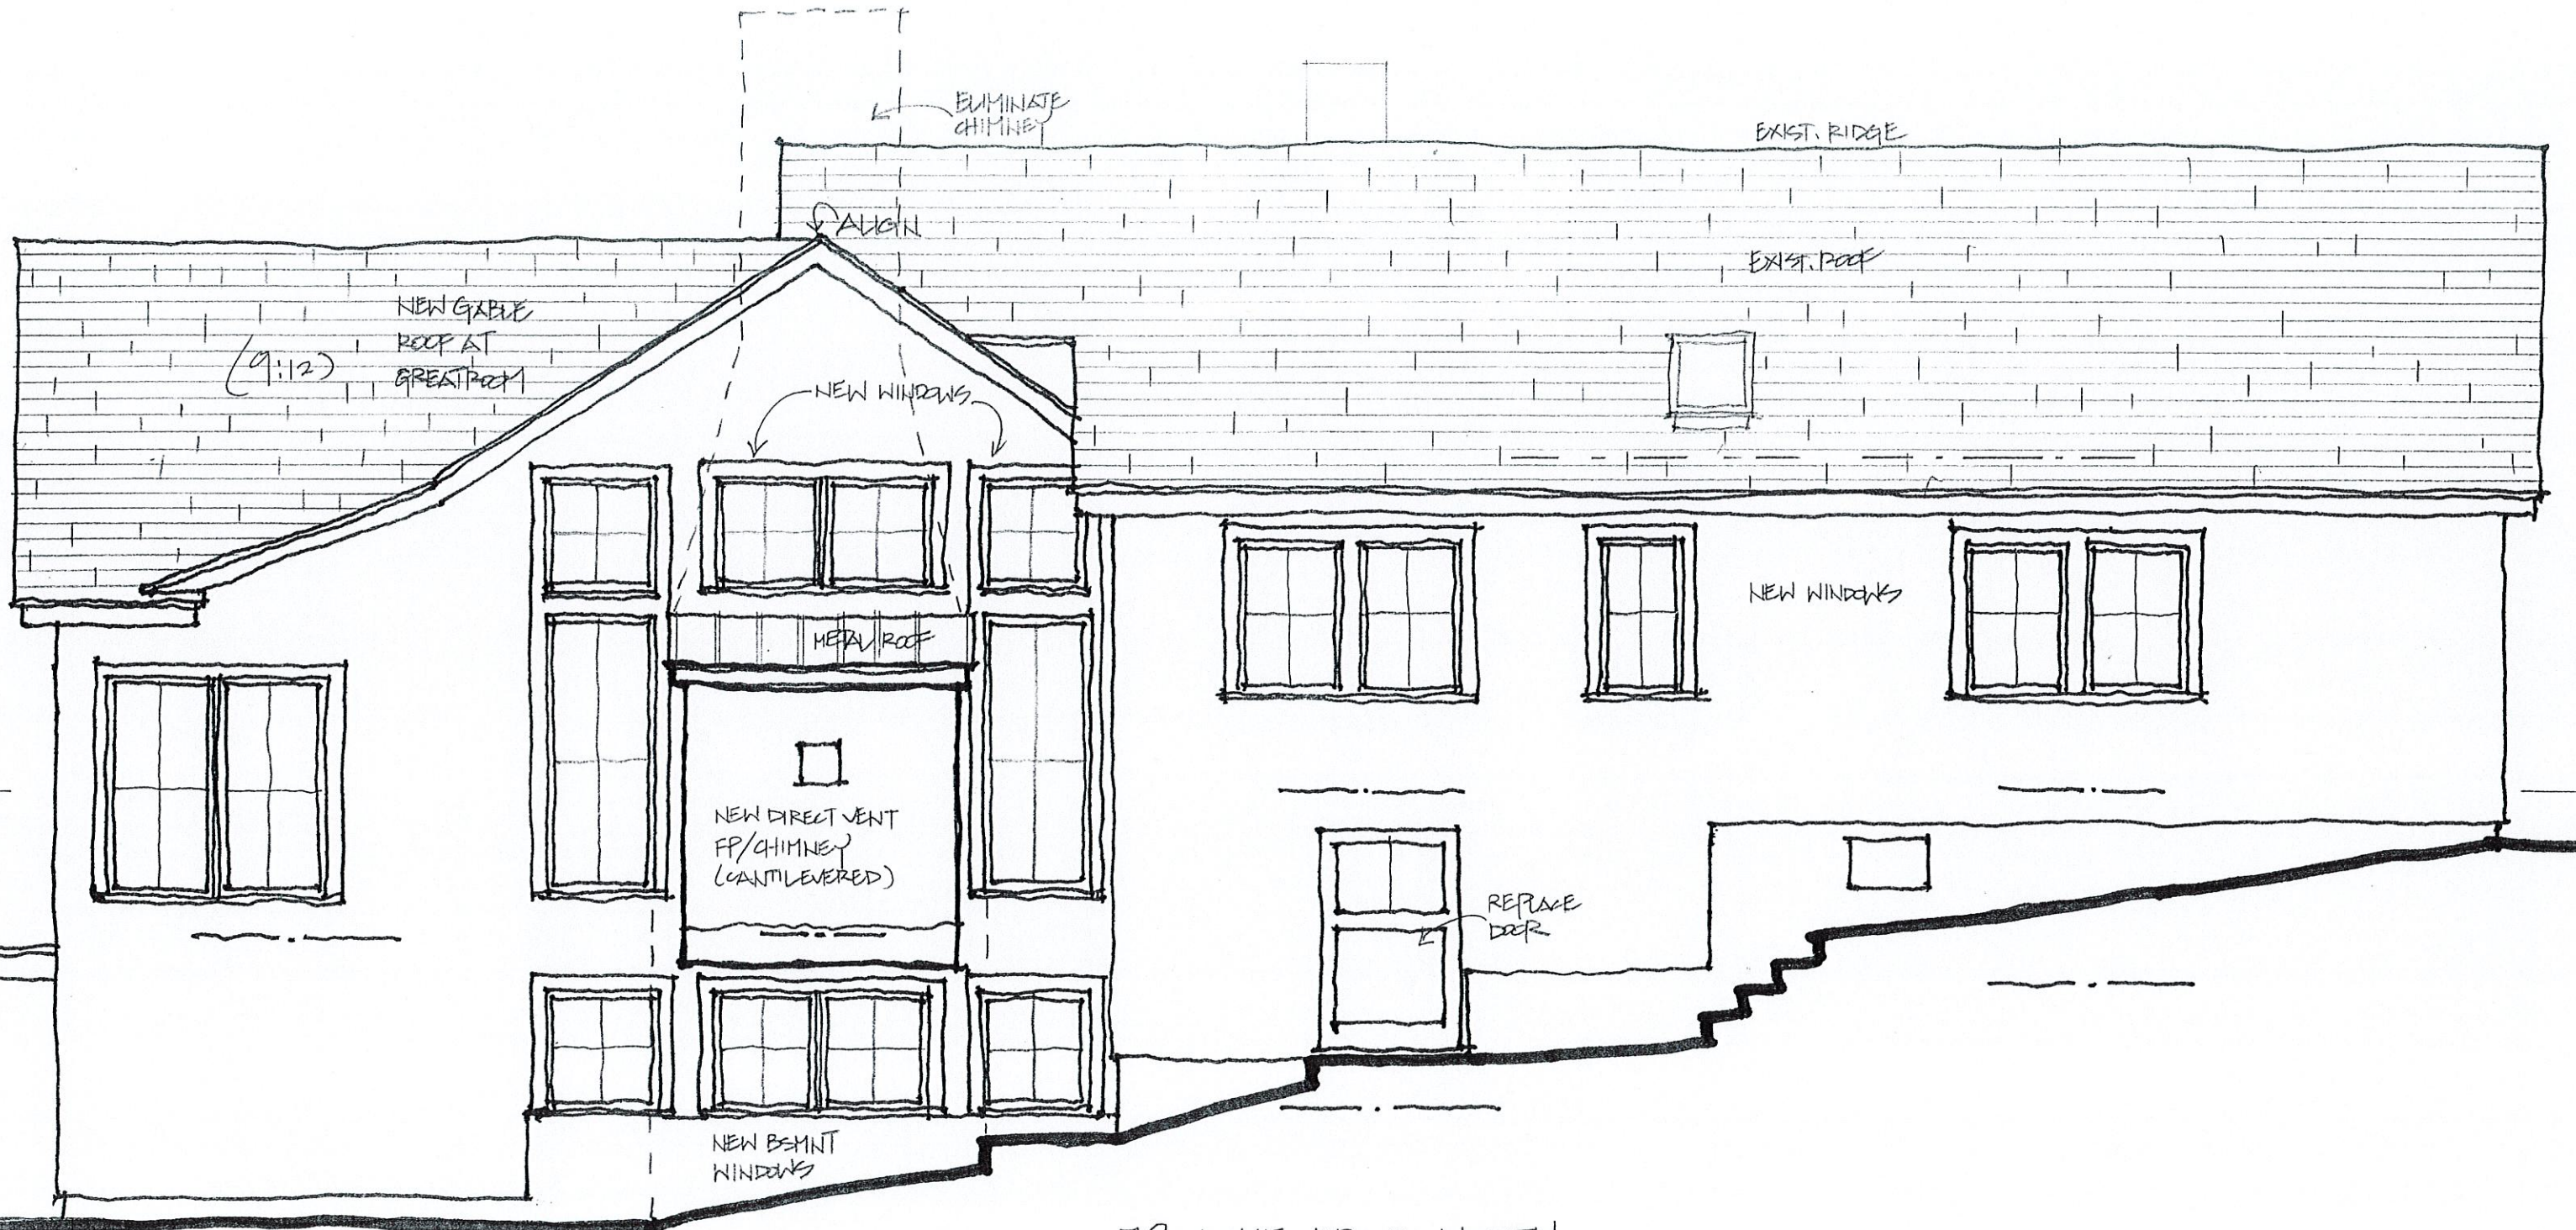 ELIMINATE
CHIMNEY
EXIST. RIDGE
ALIGN
EXIST. ROOF
NEW GABLE
ROOF AT
GREATROOM
(9:12)
NEW WINDOWS
NEW WINDOWS
METAL ROOF
NEW DIRECT VENT
FP/CHIMNEY
(CANTILEVERED)
REPLACE
DOOR
NEW BSMNT
WINDOWS